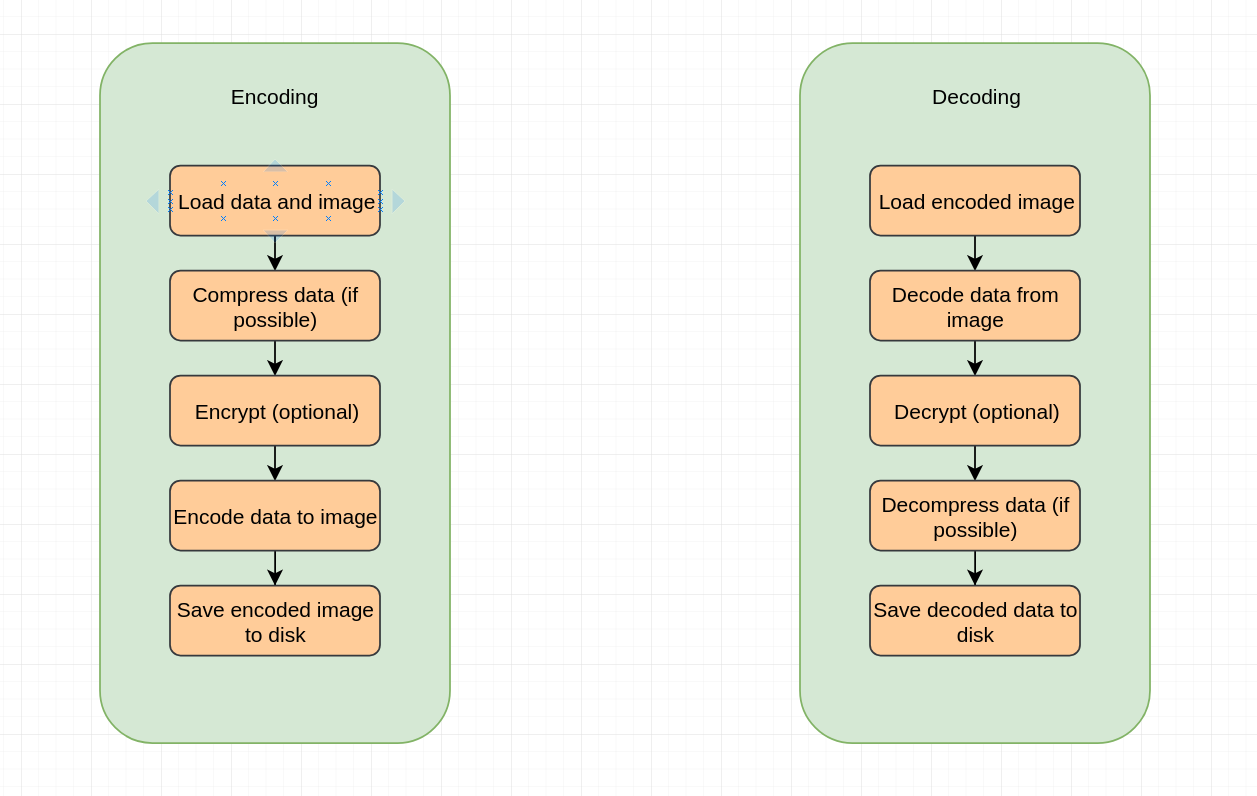 Encoding
Load data and image
Compress data (if
possible)
Encrypt (optional)
Encode data to image
Save encoded image
to disk
Decoding
Load encoded image
Decode data from
image
Decrypt (optional)
Decompress data (if
possible)
Save decoded data to
disk